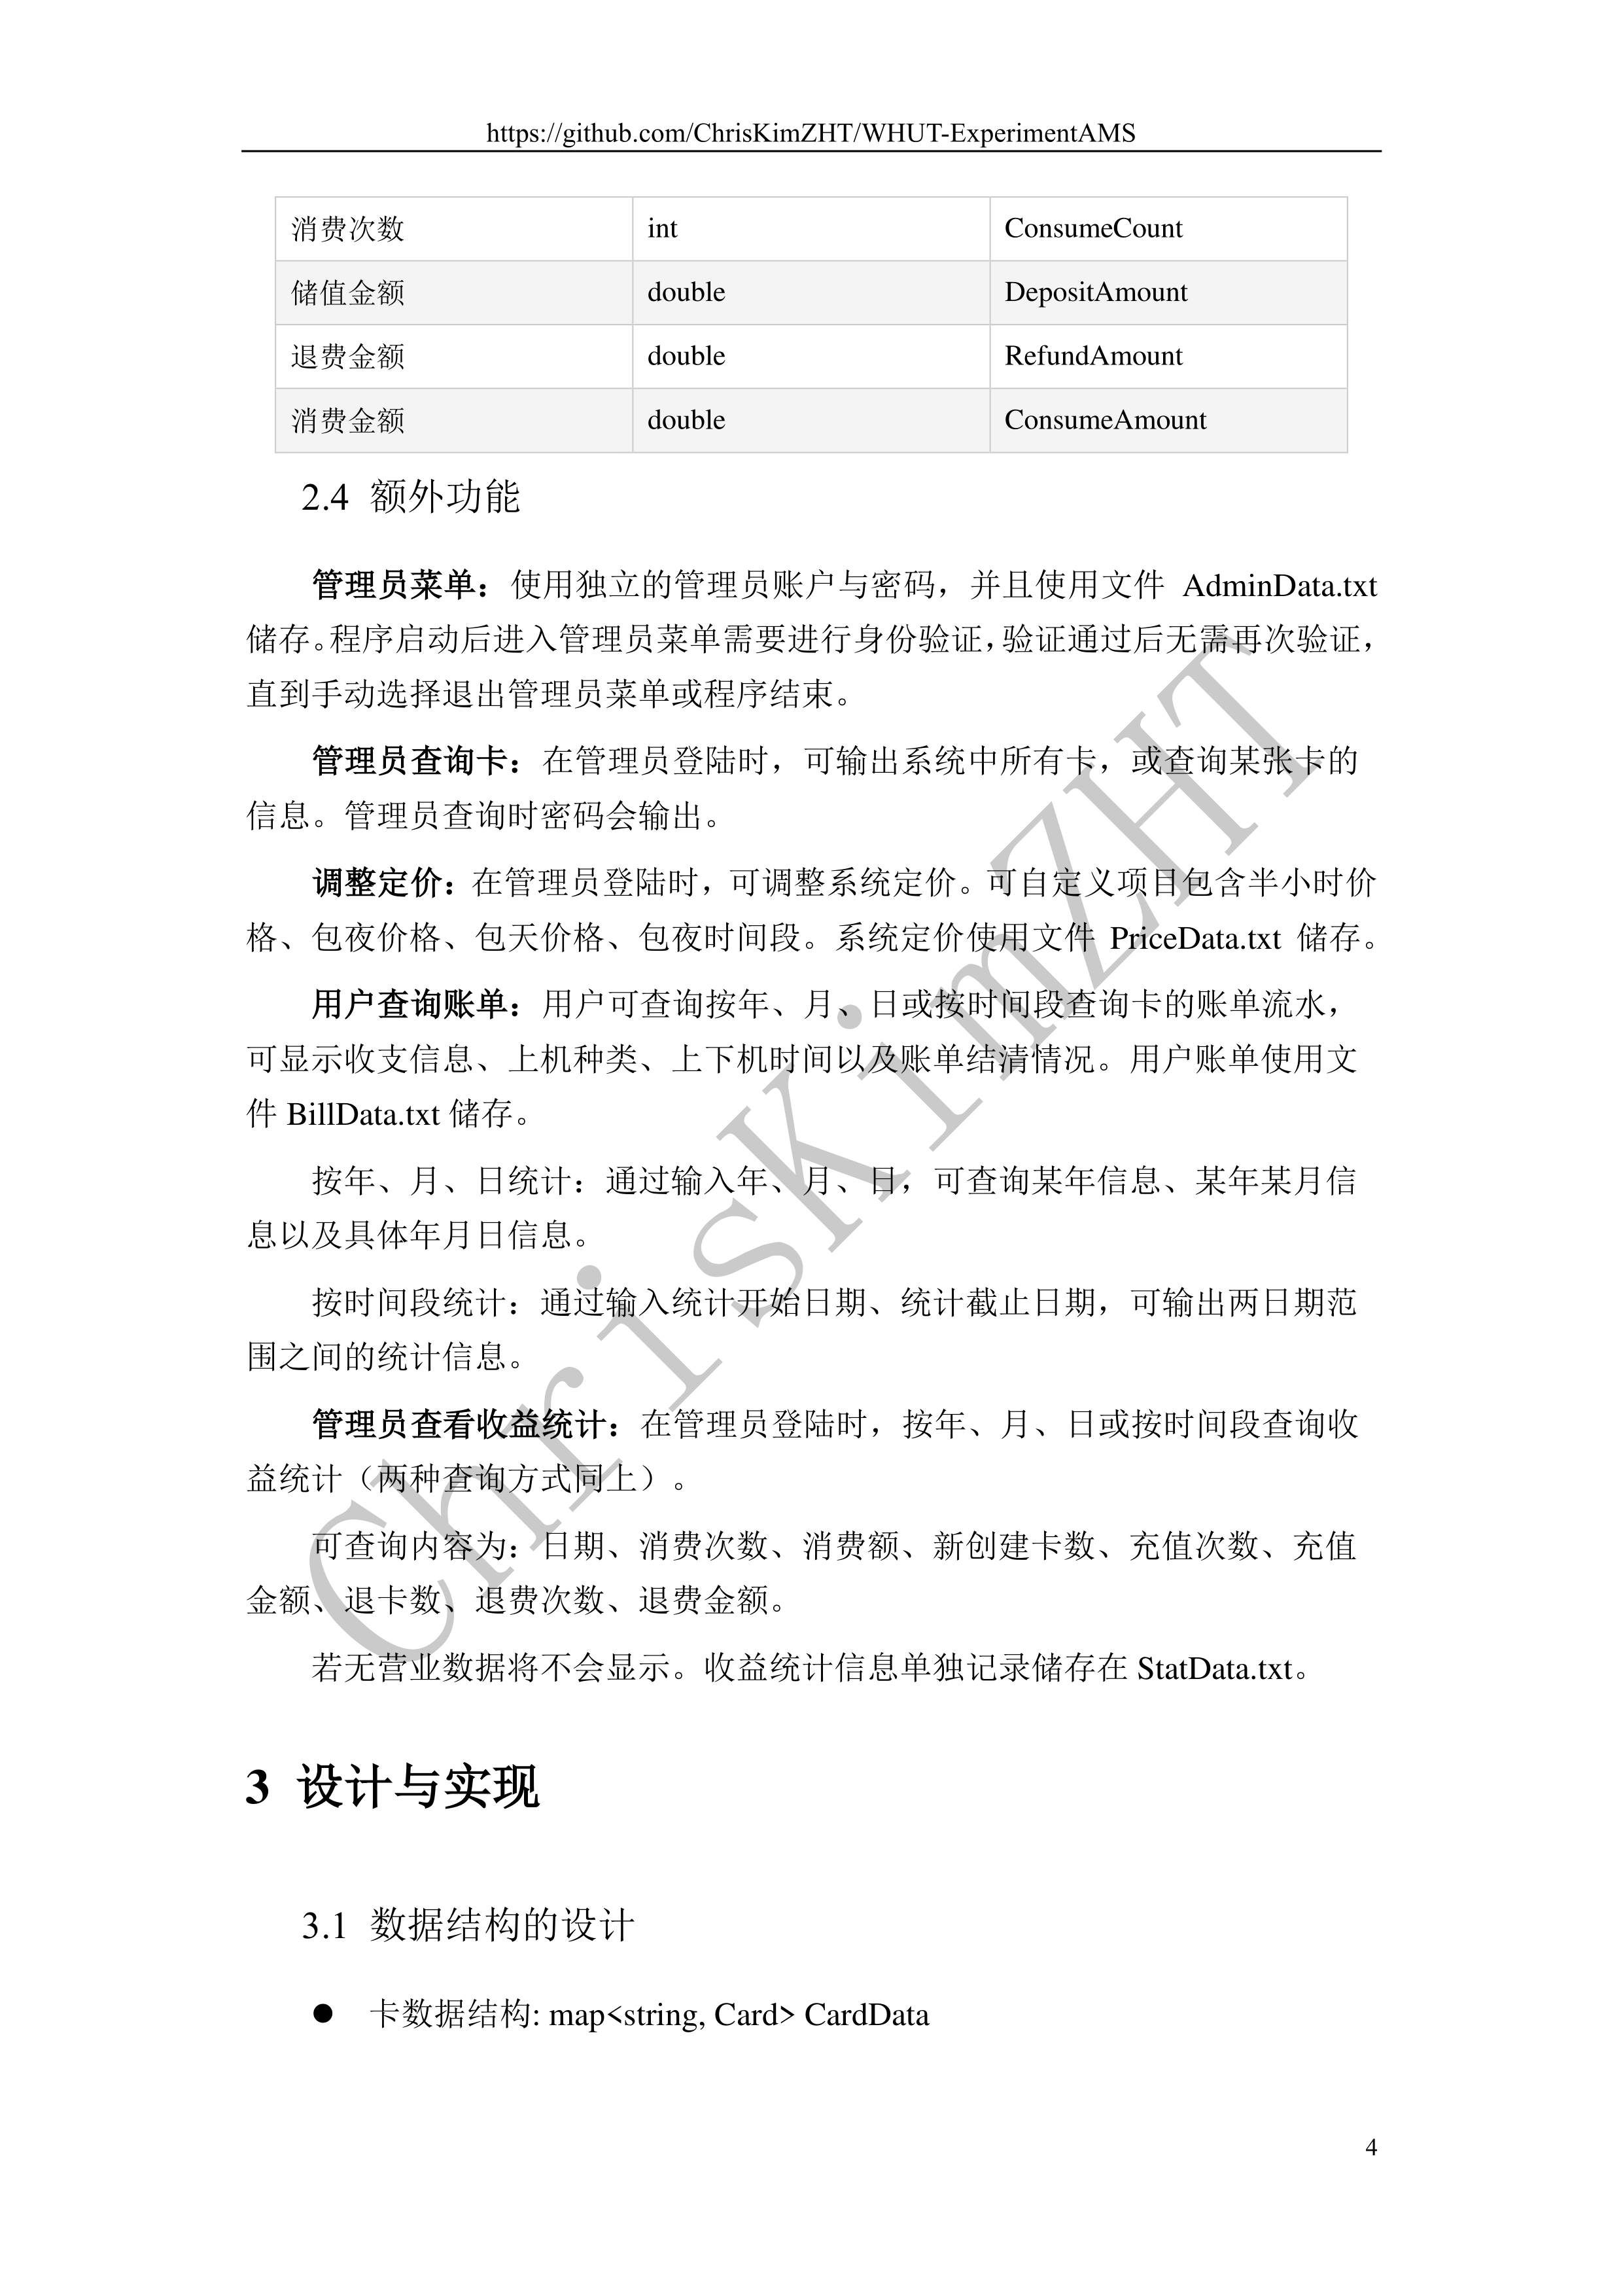 https://github.com/ChrisKimZHT/WHUT-ExperimentAMS
消费次数 int ConsumeCount
储值金额 double DepositAmount
退费金额 double RefundAmount
消费金额 double ConsumeAmount
2.4 额外功能
管理员菜单：使用独立的管理员账户与密码，并且使用文件 AdminData.txt
储存。程序启动后进入管理员菜单需要进行身份验证，验证通过后无需再次验证，
直到手动选择退出管理员菜单或程序结束。
管理员查询卡：在管理员登陆时，可输出系统中所有卡，或查询某张卡的
信息。管理员查询时密码会输出。
调整定价：在管理员登陆时，可调整系统定价。可自定义项目包含半小时价
格、包夜价格、包天价格、包夜时间段。系统定价使用文件 PriceData.txt 储存。
用户查询账单：用户可查询按年、月、日或按时间段查询卡的账单流水，
可显示收支信息、上机种类、上下机时间以及账单结清情况。用户账单使用文
件 BillData.txt 储存。
按年、月、日统计：通过输入年、月、日，可查询某年信息、某年某月信
息以及具体年月日信息。
按时间段统计：通过输入统计开始日期、统计截止日期，可输出两日期范
围之间的统计信息。
管理员查看收益统计：在管理员登陆时，按年、月、日或按时间段查询收
益统计（两种查询方式同上）。
可查询内容为：日期、消费次数、消费额、新创建卡数、充值次数、充值
金额、退卡数、退费次数、退费金额。
若无营业数据将不会显示。收益统计信息单独记录储存在 StatData.txt。
3 设计与实现
3.1 数据结构的设计
● 卡数据结构: map<string, Card> CardData
4
ChrisKimZHT